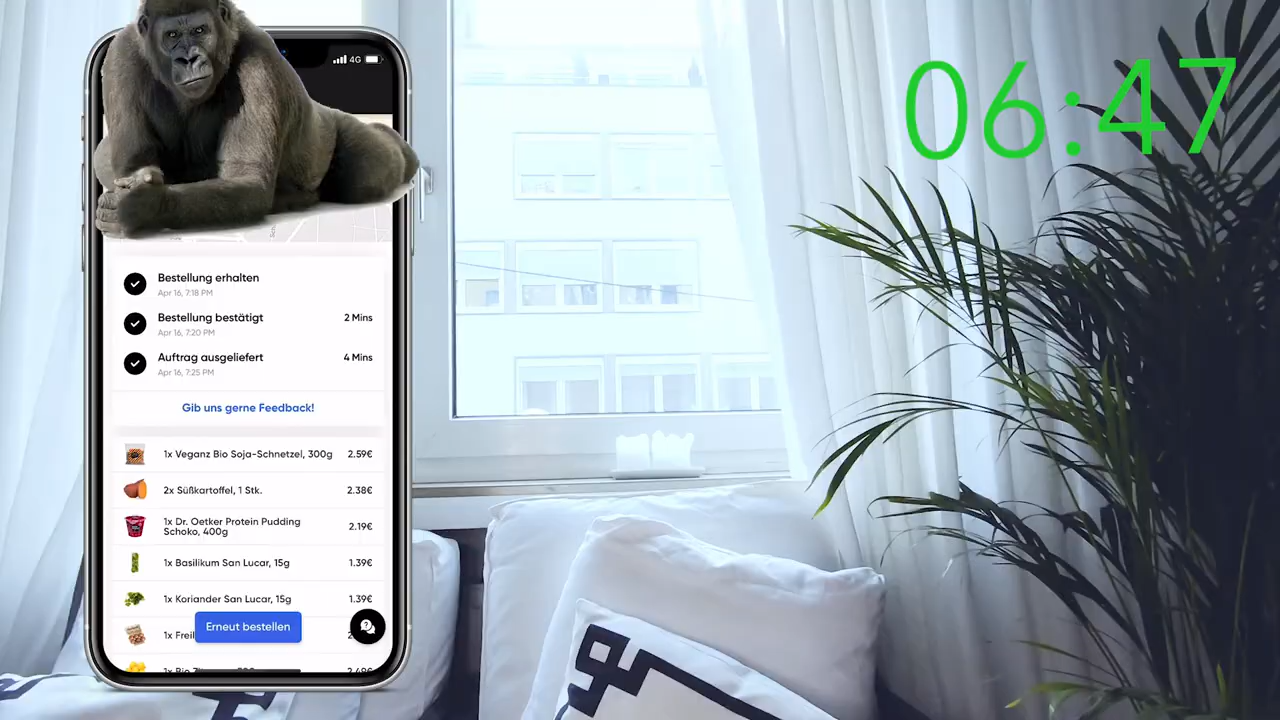 4G
06:47
Bestellung erhalten
Apr 16, 7:18 PM
Bestellung bestätigt 2 Mins
Apr 16, 7:20 PM
Auftrag ausgeliefert 4 Mins
Apr 16, 7:25 PM
Gib uns gerne Feedback!
1x Veganz Bio Soja-Schnetzel, 300g 2.59€
2x Süßkartoffel, 1 Stk. 2.38€
1x Dr. Oetker Protein Pudding
Schoko, 400g 2.19€
1x Basilikum San Lucar, 15g 1.39€
1x Koriander San Lucar, 15g 1.39€
Erneut bestellen
1x
1x Bio